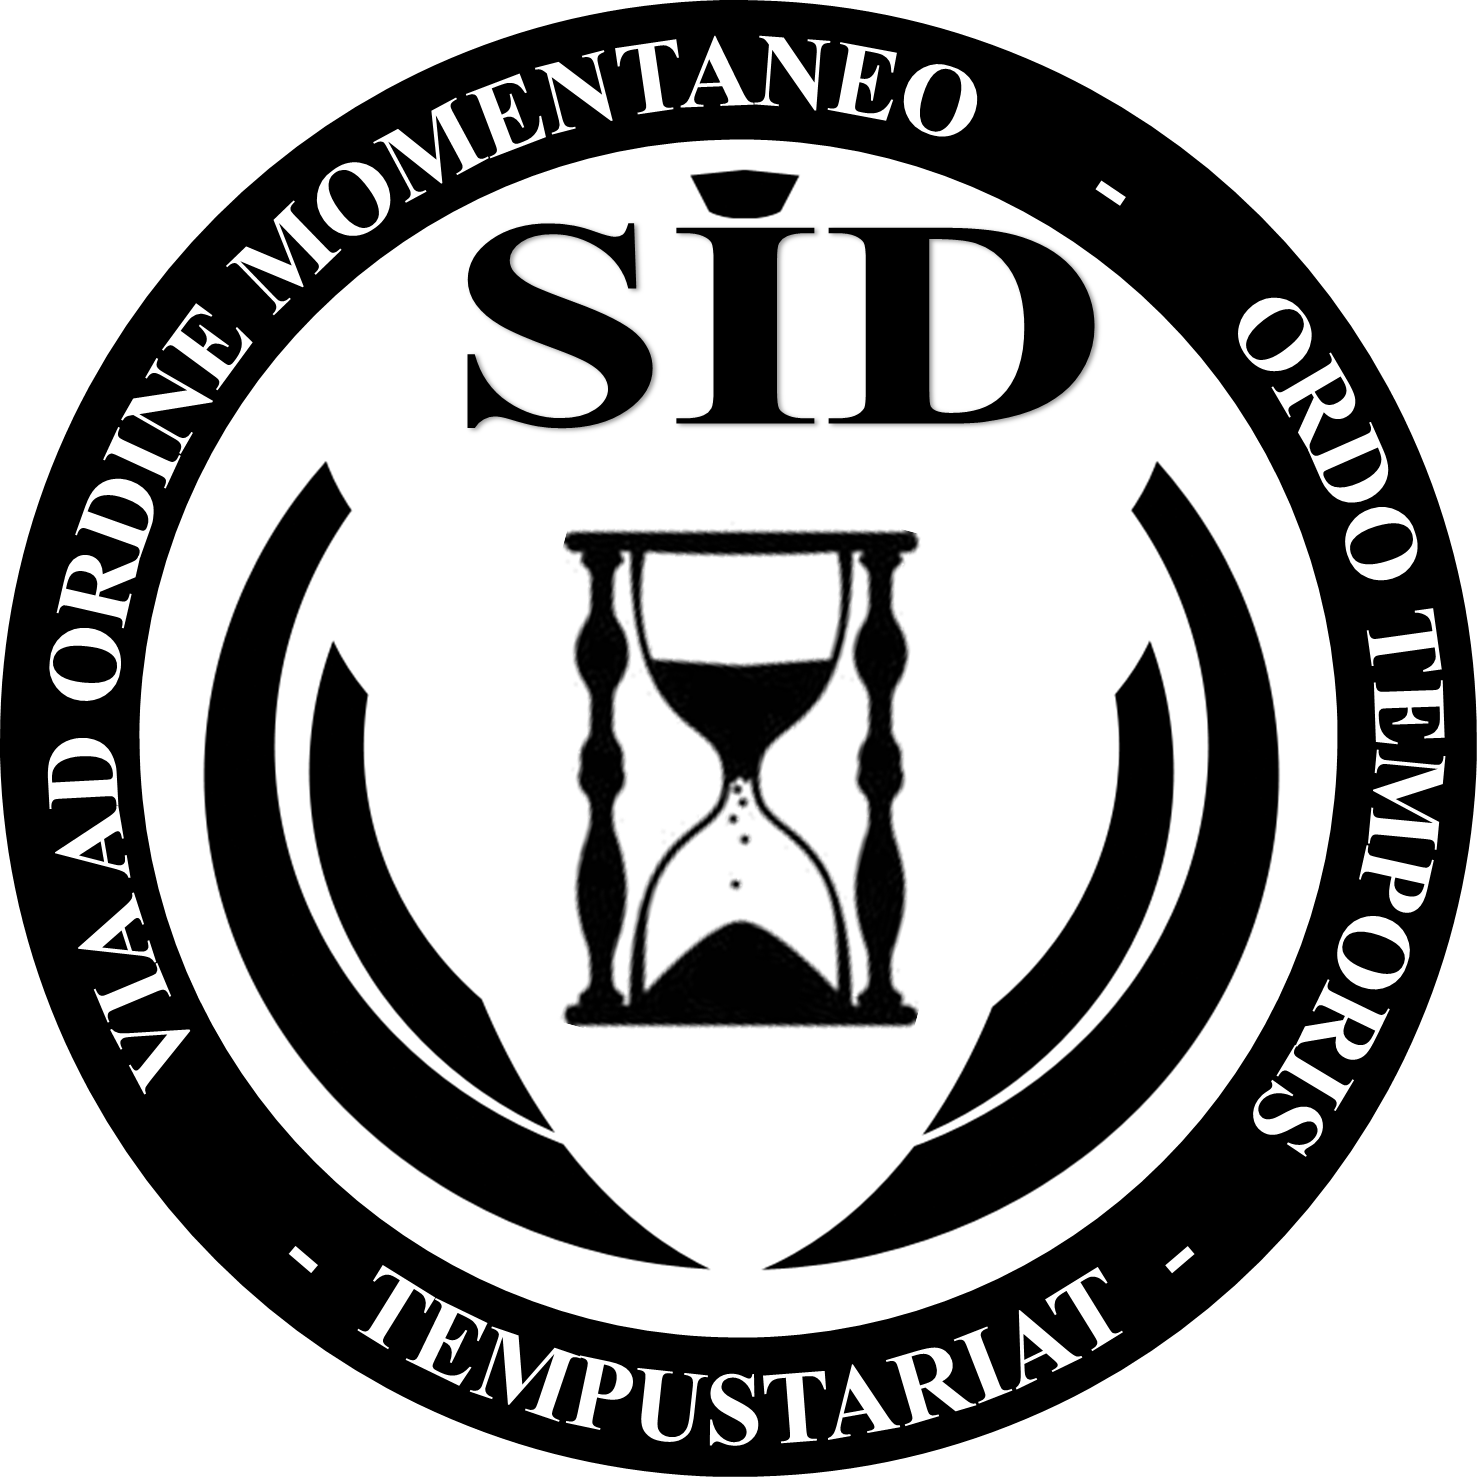 VIA AD ORDINE MOMENTANEO - ORDO TEMPORIS - TEMPUSTARIAT -
SID